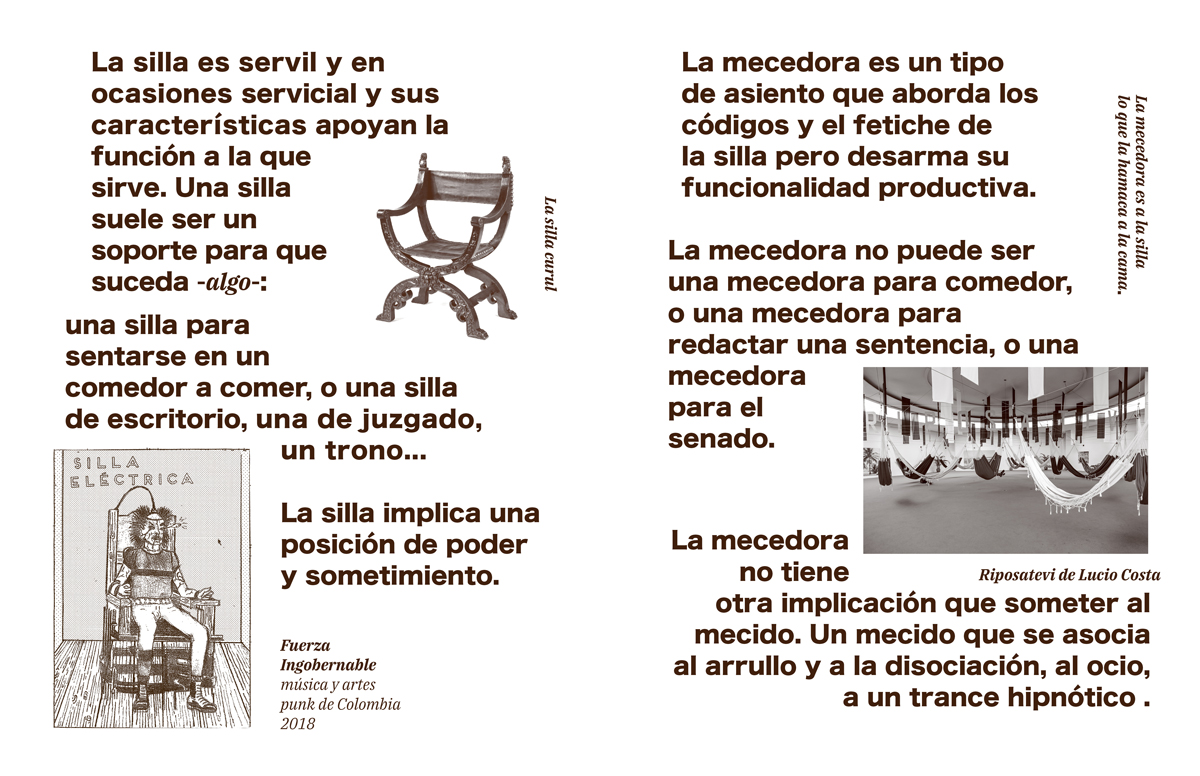 La silla es servil y en
ocasiones servicial y sus
características apoyan la
función a la que
sirve. Una silla
suele ser un
soporte para que
suceda -algo-:
La silla curul
una silla para
sentarse en un
comedor a comer, o una silla
de escritorio, una de juzgado,
un trono...
SILLA
ELÉCTRICA
La silla implica una
posición de poder
y sometimiento.
Fuerza
Ingobernable
música y artes
punk de Colombia
2018
La mecedora es un tipo
de asiento que aborda los
códigos y el fetiche de
la silla pero desarma su
funcionalidad productiva.
La mecedora es a la silla
lo que la hamaca a la cama.
La mecedora no puede ser
una mecedora para comedor,
o una mecedora para
redactar una sentencia, o una
mecedora
para el
senado.
Riposatevi de Lucio Costa
La mecedora
no tiene
otra implicación que someter al
mecido. Un mecido que se asocia
al arrullo y a la disociación, al ocio,
a un trance hipnótico .